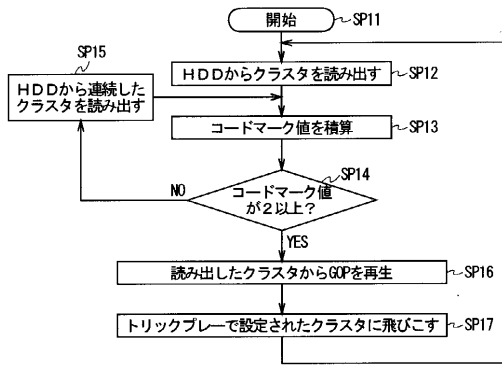 開始
SP11
SP15
HDDから連続した
クラスタを読み出す
HDDからクラスタを読み出す
SP12
コードマーク値を積算
SP13
SP14
コードマーク値
が2以上?
NO
YES
読み出したクラスタからGOPを再生
SP16
トリックプレーで設定されたクラスタに飛びこす
SP17